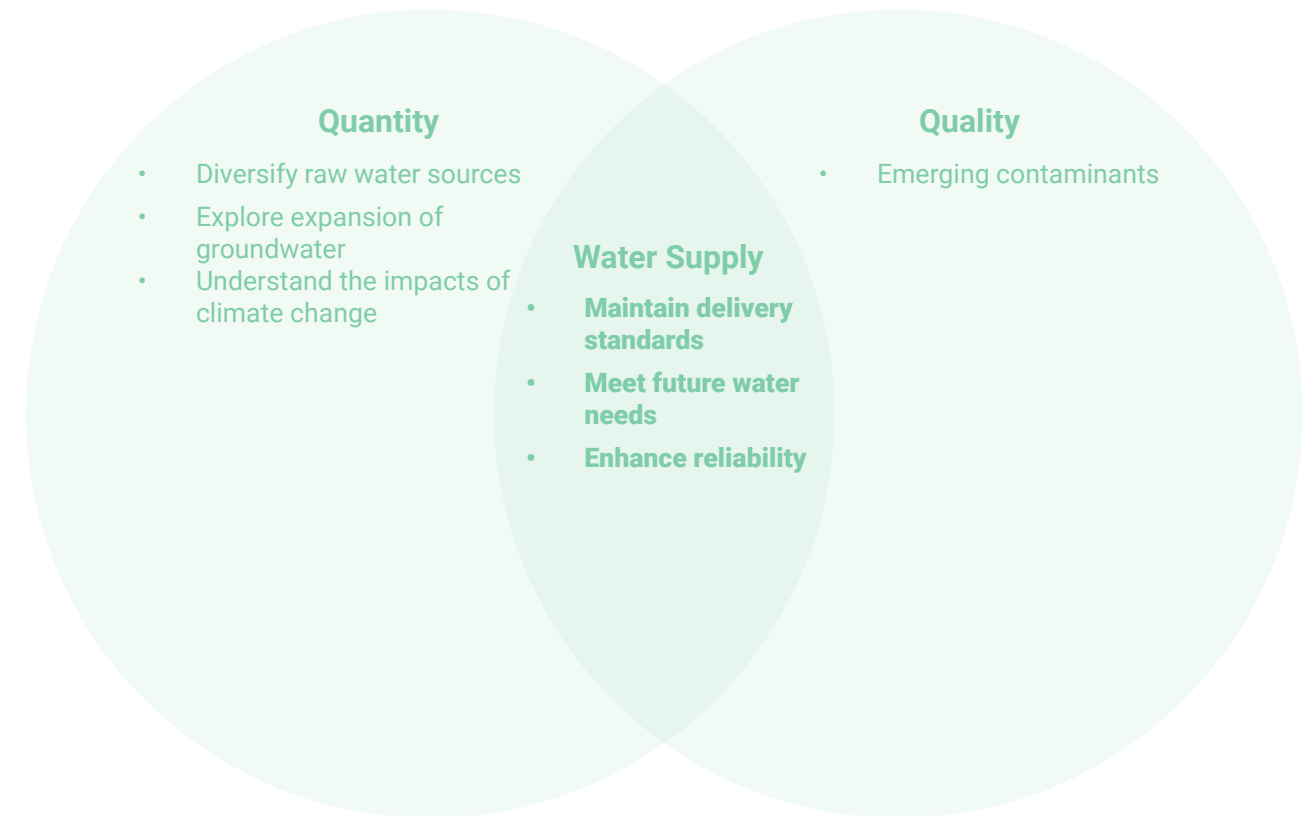 Quantity
• Diversify raw water sources
• Explore expansion of
groundwater
• Understand the impacts of
climate change
Water Supply
• Maintain delivery
standards
• Meet future water
needs
• Enhance reliability
Quality
• Emerging contaminants